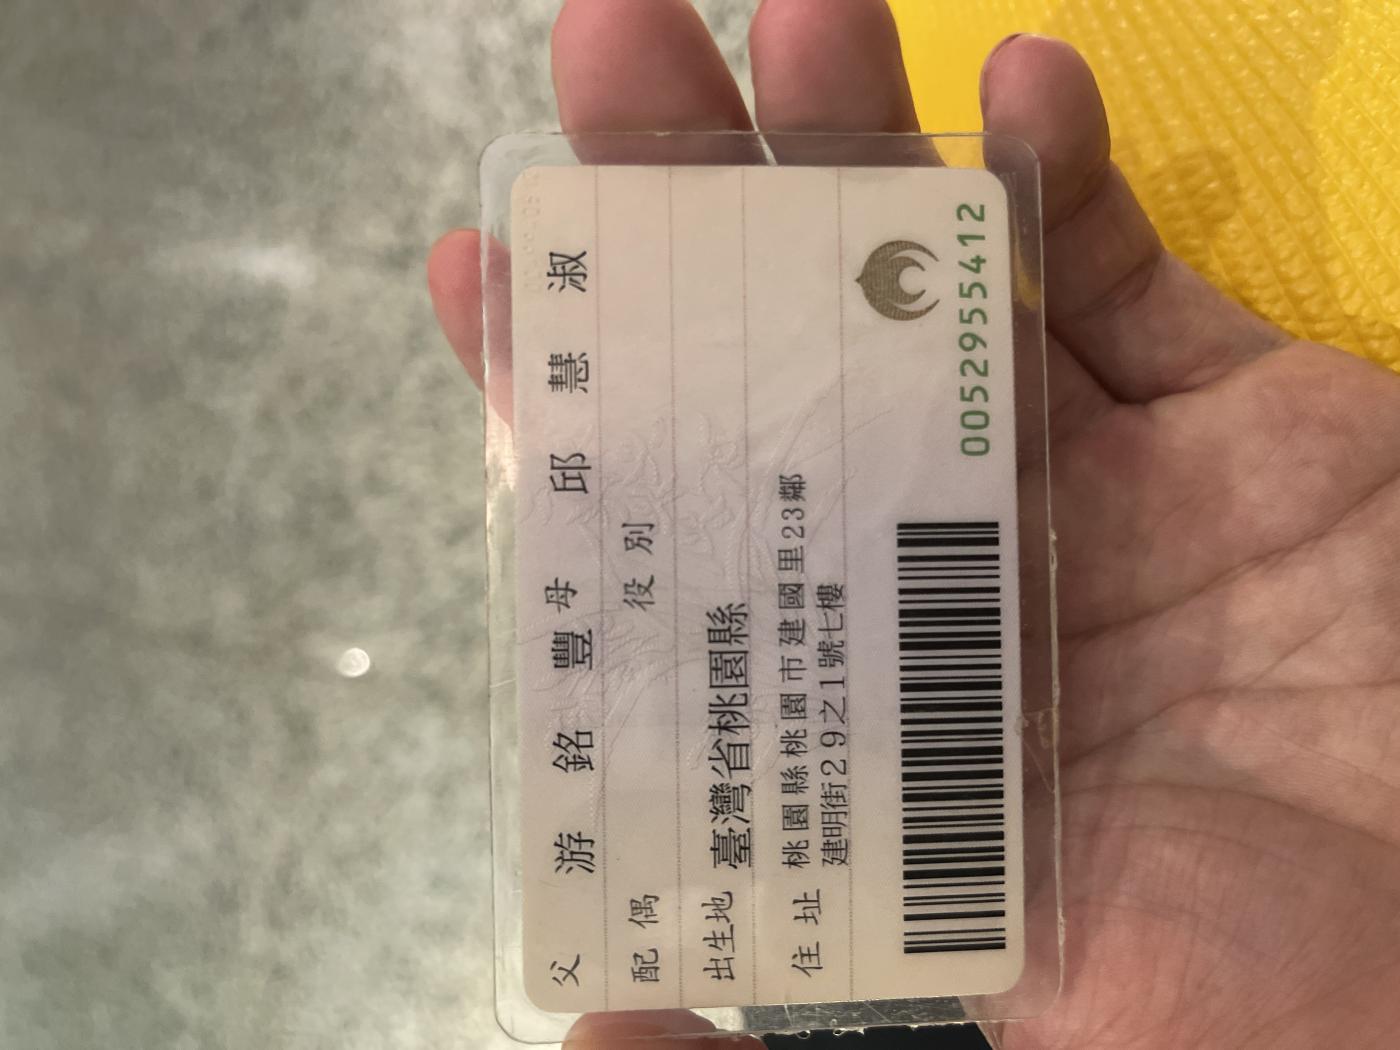 父 游 銘 豐 母 邱 慧 淑
配偶 役別
出生地 臺灣省桃園縣
住址 桃園縣桃園市建國里23鄰
建明街29之1號七樓
0052955412